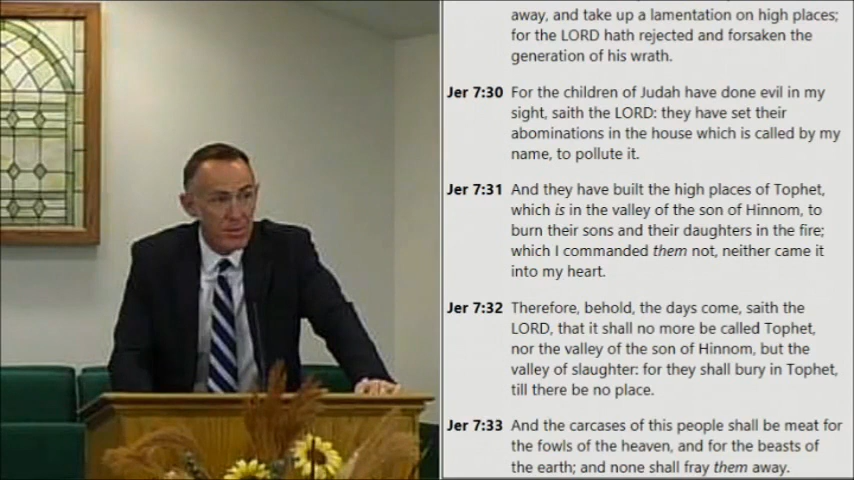 away, and take up a lamentation on high places;
for the LORD hath rejected and forsaken the
generation of his wrath.
Jer 7:30 For the children of Judah have done evil in my
sight, saith the LORD: they have set their
abominations in the house which is called by my
name, to pollute it.
Jer 7:31 And they have built the high places of Tophet,
which is in the valley of the son of Hinnom, to
burn their sons and their daughters in the fire;
which I commanded them not, neither came it
into my heart.
Jer 7:32 Therefore, behold, the days come, saith the
LORD, that it shall no more be called Tophet,
nor the valley of the son of Hinnom, but the
valley of slaughter: for they shall bury in Tophet,
till there be no place.
Jer 7:33 And the carcases of this people shall be meat for
the fowls of the heaven, and for the beasts of
the earth; and none shall fray them away.